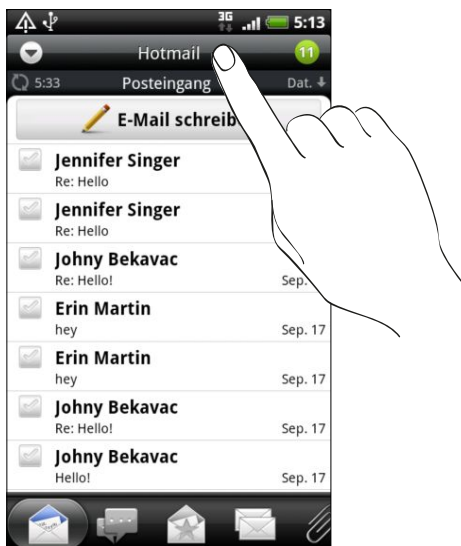 3G 5:13
Hotmail 11
5:33 Posteingang Dat.
E-Mail schreib
Jennifer Singer
Re: Hello
Jennifer Singer
Re: Hello
Johny Bekavac
Re: Hello! Sep.
Erin Martin
hey Sep. 17
Erin Martin
hey Sep. 17
Johny Bekavac
Re: Hello! Sep. 17
Johny Bekavac
Hello! Sep. 17